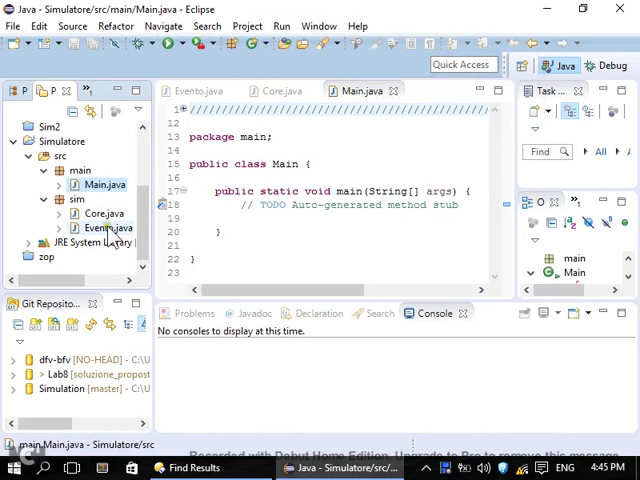 Java - Simulatore/src/main/Main.java - Eclipse
File Edit Source Refactor Navigate Search Project Run Window Help
Quick Access
Java
Debug
P
P
Evento.java
Core.java
Main.java
Task ...
Sim2
Simulatore
src
main
Main.java
sim
Core.java
Evento.java
JRE System Library
zop
1
12
13 package main;
14
15 public class Main {
16
17 public static void main(String[] args) {
18 // TODO Auto-generated method stub
19
20 }
21
22 }
23
Find
All
A...
O
main
Main
Git Reposito...
dfv-bfv [NO-HEAD] - C:\U
> Lab8 [soluzione_propost
Simulation [master] - C:\U
Problems
Javadoc
Declaration
Search
Console
No consoles to display at this time.
main.Main.java - Simulatore/src
Recorded with Debut Home Edition. Upgrade to Pro to remove this message.
Find Results
Java - Simulatore/src/...
ENG
4:45 PM